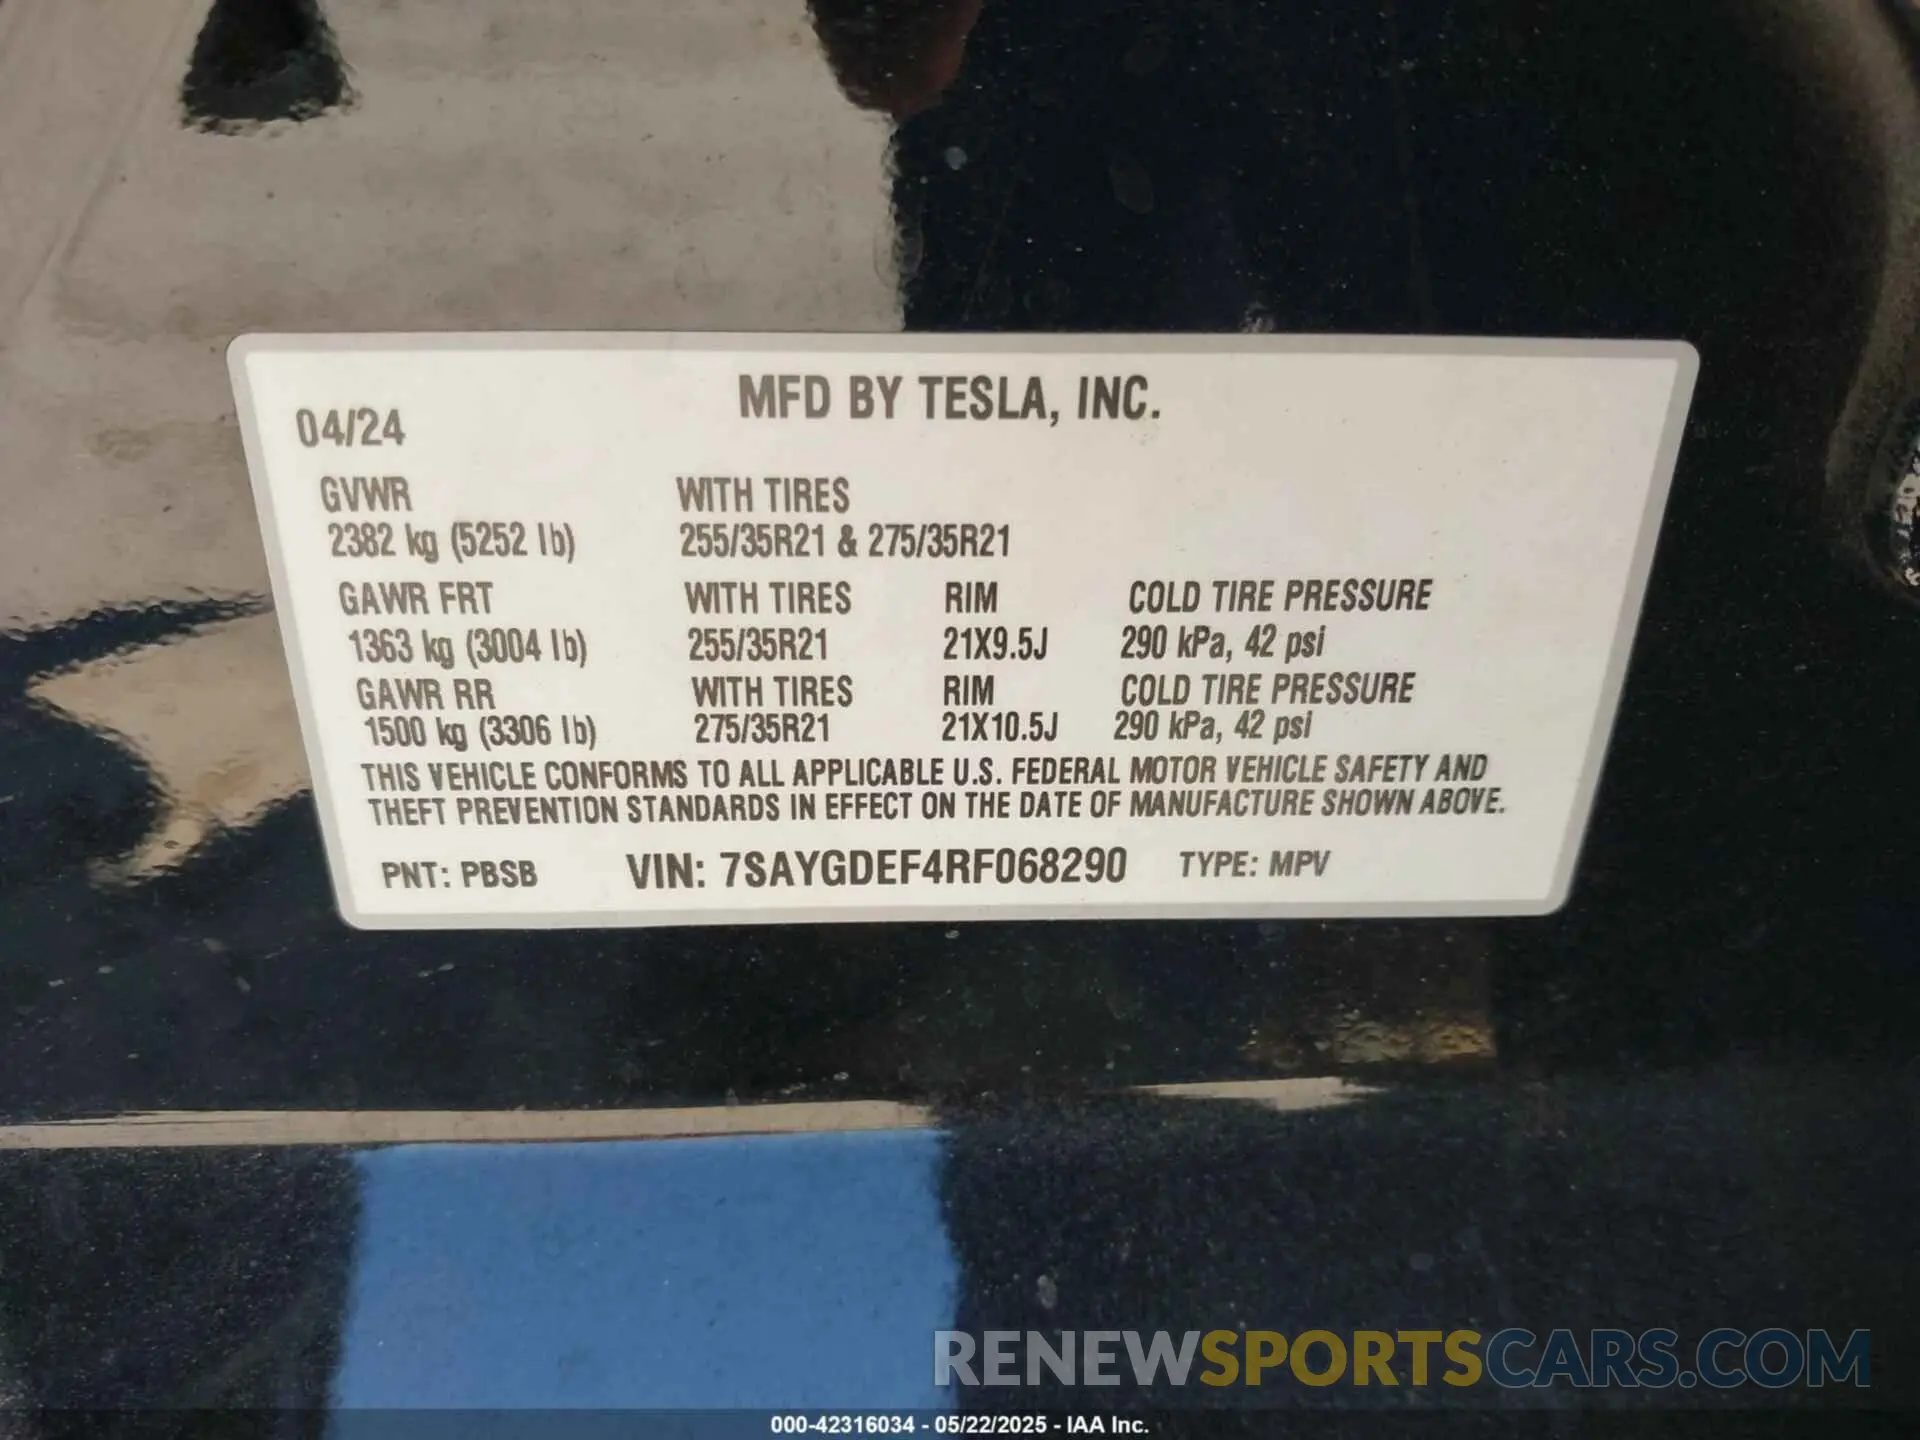 MFD BY TESLA, INC.
04/24
GVWR WITH TIRES
2382 kg (5252 lb) 255/35R21 & 275/35R21
GAWR FRT WITH TIRES RIM COLD TIRE PRESSURE
1363 kg (3004 lb) 255/35R21 21X9.5J 290 kPa, 42 psi
GAWR RR WITH TIRES RIM COLD TIRE PRESSURE
1500 kg (3306 lb) 275/35R21 21X10.5J 290 kPa, 42 psi
THIS VEHICLE CONFORMS TO ALL APPLICABLE U.S. FEDERAL MOTOR VEHICLE SAFETY AND
THEFT PREVENTION STANDARDS IN EFFECT ON THE DATE OF MANUFACTURE SHOWN ABOVE.
PNT: PBSB VIN: 7SAYGDEF4RF068290 TYPE: MPV
RENEWSPORTSCARS.COM
000-42316034 - 05/22/2025 - IAA Inc.